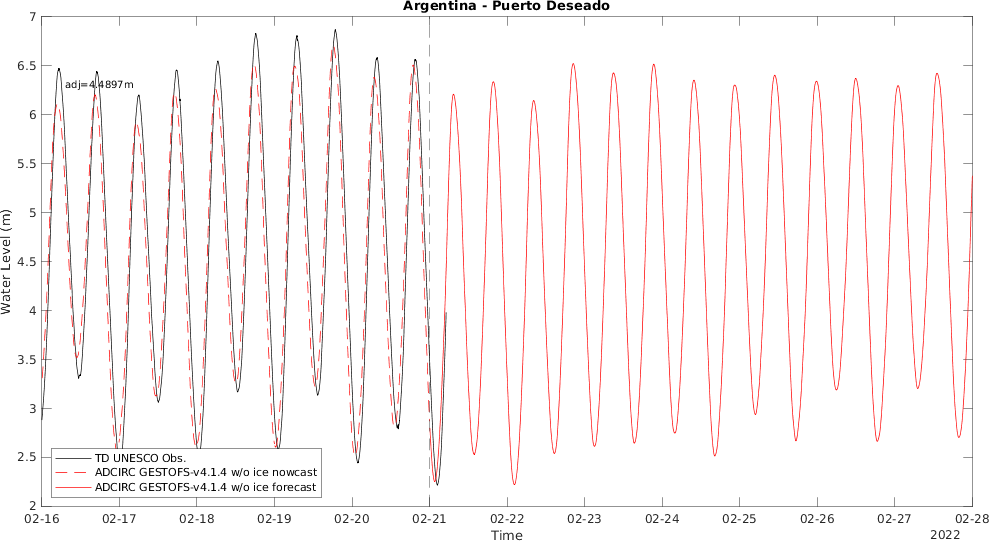 Argentina - Puerto Deseado
7
6.5
6
5.5
5
4.5
4
3.5
3
2.5
2
Water Level (m)
adj=4.4897m
TD UNESCO Obs.
ADCIRC GESTOFS-v4.1.4 w/o ice nowcast
ADCIRC GESTOFS-v4.1.4 w/o ice forecast
02-16 02-17 02-18 02-19 02-20 02-21 02-22 02-23 02-24 02-25 02-26 02-27 02-28
Time
2022